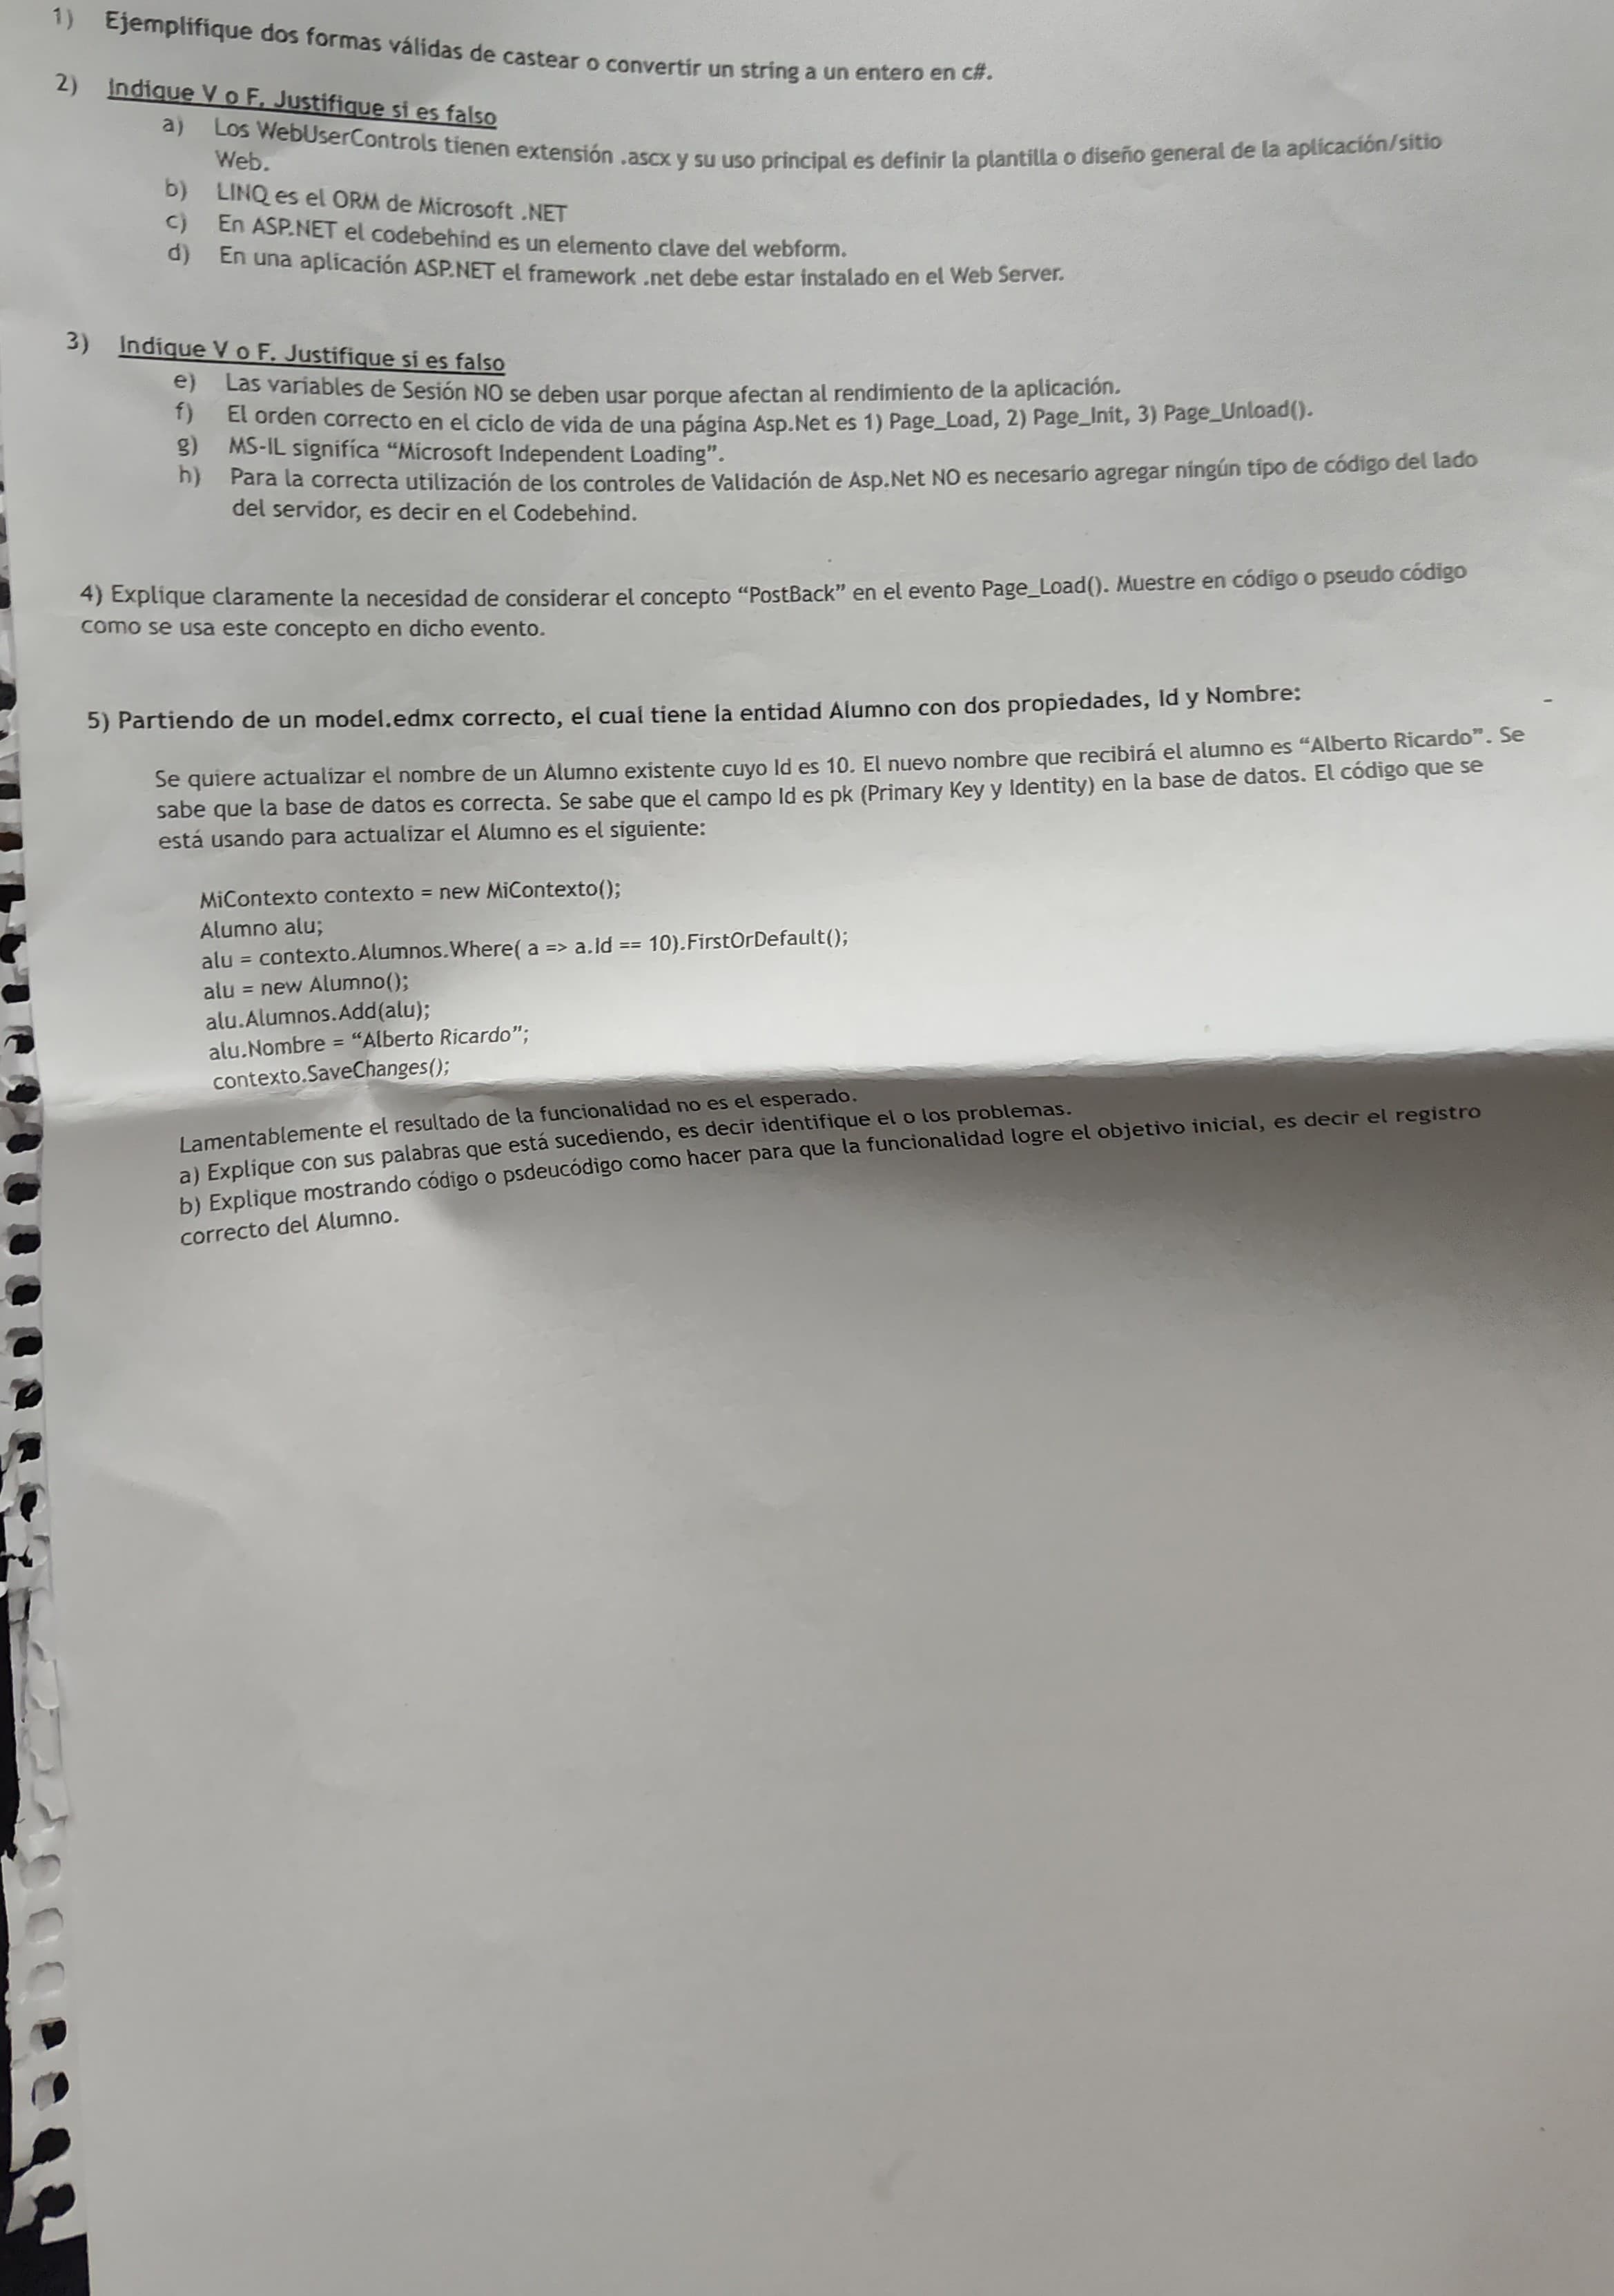 1) Ejemplifique dos formas válidas de castear o convertir un string a un entero en c#.
2) Indique V o F. Justifique si es falso
a) Los WebUserControls tienen extensión .ascx y su uso principal es definir la plantilla o diseño general de la aplicación/sitio
Web.
b) LINQ es el ORM de Microsoft .NET
c) En ASP.NET el codebehind es un elemento clave del webform.
d) En una aplicación ASP.NET el framework .net debe estar instalado en el Web Server.
3) Indique V o F. Justifique si es falso
e) Las variables de Sesión NO se deben usar porque afectan al rendimiento de la aplicación.
f) El orden correcto en el ciclo de vida de una página Asp.Net es 1) Page_Load, 2) Page_Init, 3) Page_Unload().
g) MS-IL significa “Microsoft Independent Loading”.
h) Para la correcta utilización de los controles de Validación de Asp.Net NO es necesario agregar ningún tipo de código del lado
del servidor, es decir en el Codebehind.
4) Explique claramente la necesidad de considerar el concepto “PostBack” en el evento Page_Load(). Muestre en código o pseudo código
como se usa este concepto en dicho evento.
5) Partiendo de un model.edmx correcto, el cual tiene la entidad Alumno con dos propiedades, Id y Nombre:
Se quiere actualizar el nombre de un Alumno existente cuyo Id es 10. El nuevo nombre que recibirá el alumno es “Alberto Ricardo”. Se
sabe que la base de datos es correcta. Se sabe que el campo Id es pk (Primary Key y Identity) en la base de datos. El código que se
está usando para actualizar el Alumno es el siguiente:
MiContexto contexto = new MiContexto();
Alumno alu;
alu = contexto.Alumnos.Where( a => a.Id == 10).FirstOrDefault();
alu = new Alumno();
alu.Alumnos.Add(alu);
alu.Nombre = “Alberto Ricardo”;
contexto.SaveChanges();
Lamentablemente el resultado de la funcionalidad no es el esperado.
a) Explique con sus palabras que está sucediendo, es decir identifique el o los problemas.
b) Explique mostrando código o psdeucódigo como hacer para que la funcionalidad logre el objetivo inicial, es decir el registro
correcto del Alumno.